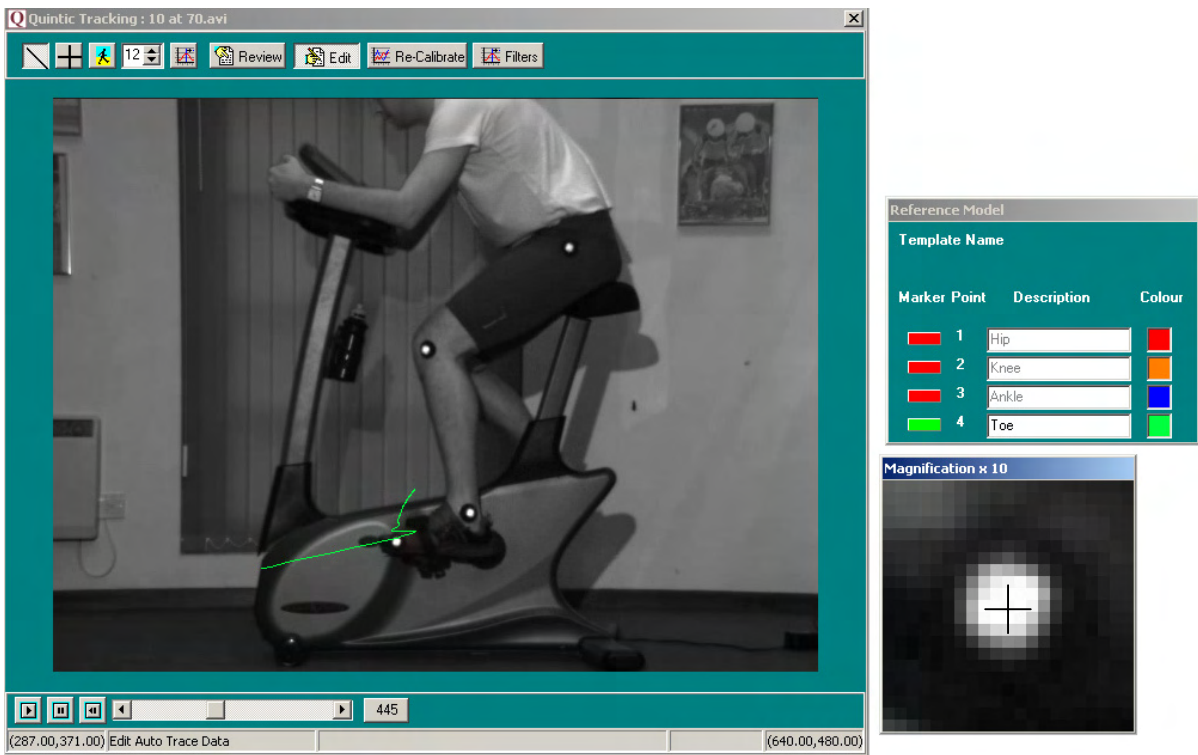 Quintic Tracking : 10 at 70.avi
12 Review Edit Re-Calibrate Filters
Reference Model
Template Name
Marker Point Description Colour
1 Hip
2 Knee
3 Ankle
4 Toe
Magnification x 10
445
(287.00,371.00) Edit Auto Trace Data (640.00,480.00)